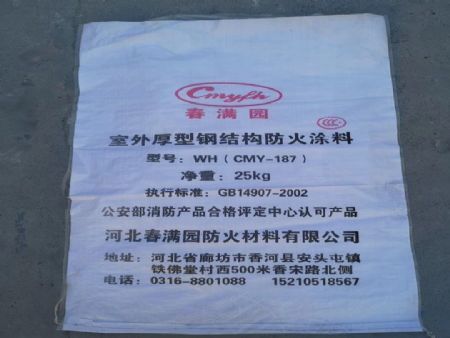 Cmyfh
春满园
CCC
室外厚型钢结构防火涂料
型号: WH（CMY-187）
净重: 25kg
执行标准: GB14907-2002
公安部消防产品合格评定中心认可产品
河北春满园防火材料有限公司
地址: 河北省廊坊市香河县安头屯镇
铁佛堂村西500米香宋路北侧
电话: 0316-8801088 15210518567